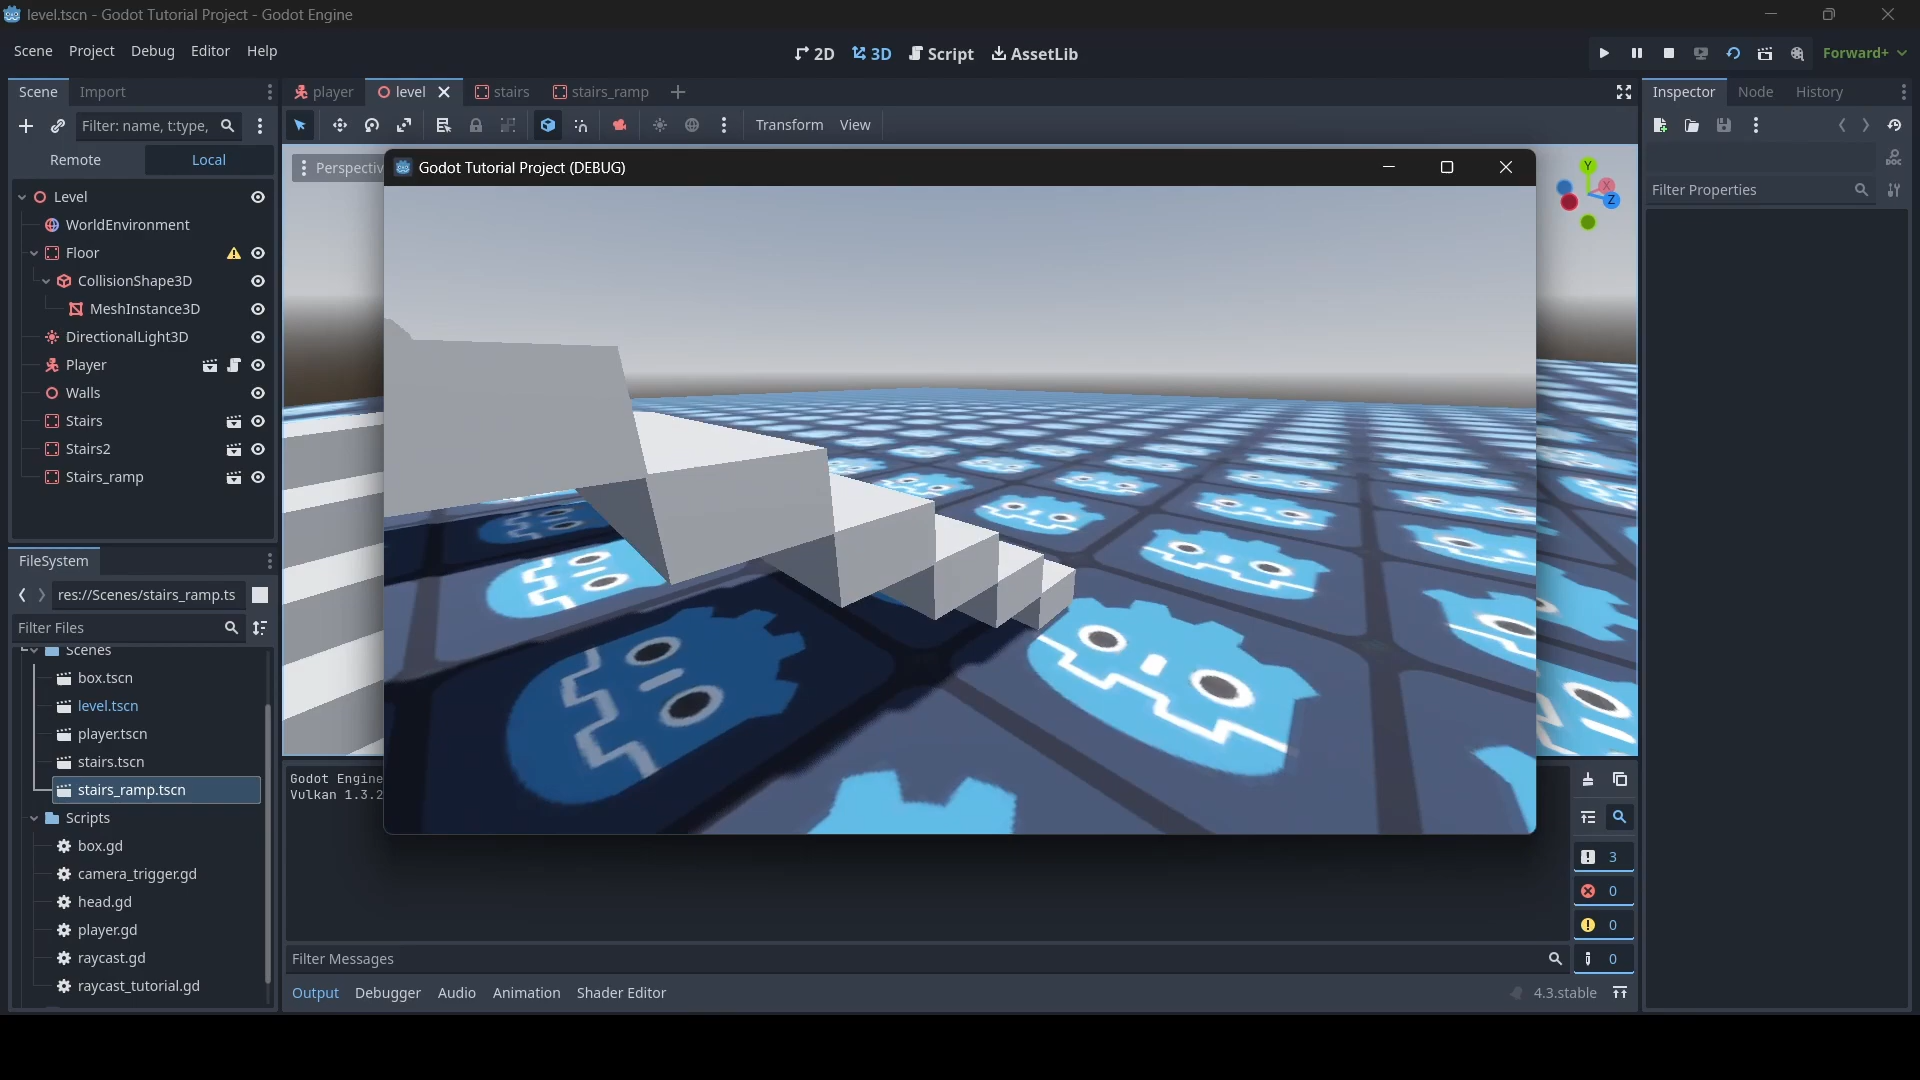 level.tscn - Godot Tutorial Project - Godot Engine
Scene Project Debug Editor Help
2D 3D Script AssetLib
Forward+
Scene Import
player level stairs stairs_ramp
Inspector Node History
Filter: name, t:type,
Transform View
Remote Local
Perspectiv
Godot Tutorial Project (DEBUG)
Y
X
Z
Filter Properties
Level
WorldEnvironment
Floor
CollisionShape3D
MeshInstance3D
DirectionalLight3D
Player
Walls
Stairs
Stairs2
Stairs_ramp
FileSystem
res://Scenes/stairs_ramp.ts
Filter Files
Scenes
box.tscn
level.tscn
player.tscn
stairs.tscn
stairs_ramp.tscn
Scripts
box.gd
camera_trigger.gd
head.gd
player.gd
raycast.gd
raycast_tutorial.gd
Godot Engine
Vulkan 1.3.2
3
0
0
0
Filter Messages
Output Debugger Audio Animation Shader Editor
4.3.stable